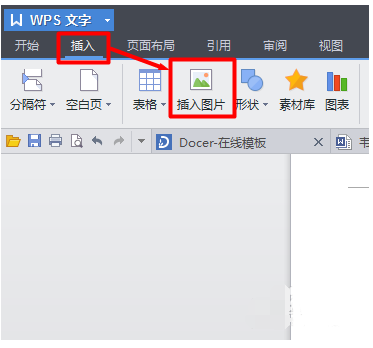 WPS 文字
开始 插入 页面布局 引用 审阅 视图
分隔符 空白页 表格 插入图片 形状 素材库 图表
Docer-在线模板